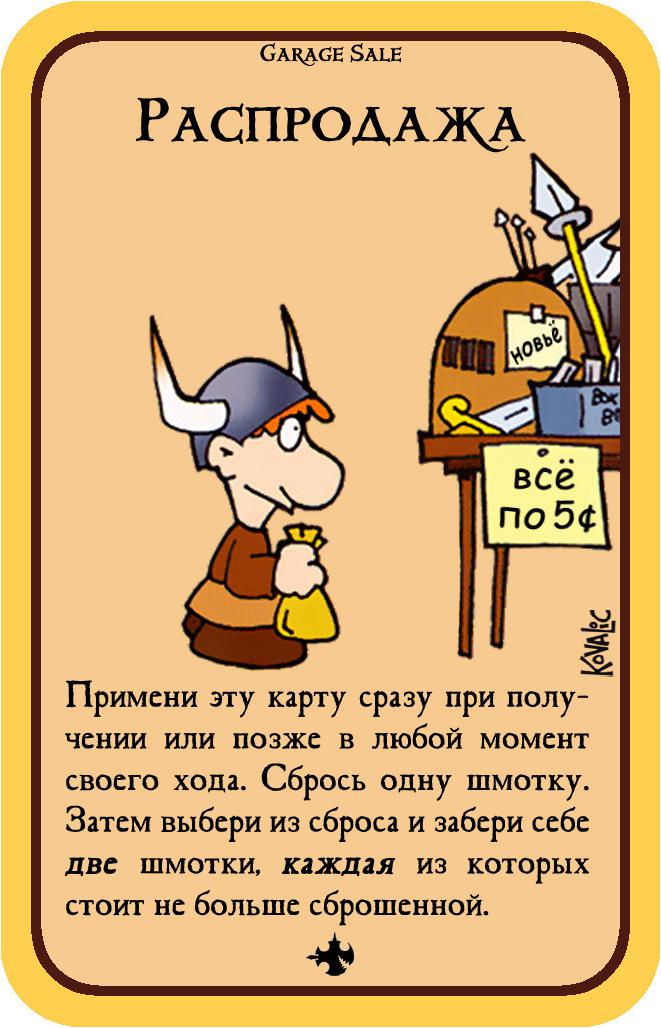 Garage Sale
Распродажа
новьё
всё
по 5¢
Kovalic
Примени эту карту сразу при полу-
чении или позже в любой момент
своего хода. Сбрось одну шмотку.
Затем выбери из сброса и забери себе
две шмотки, каждая из которых
стоит не больше сброшенной.